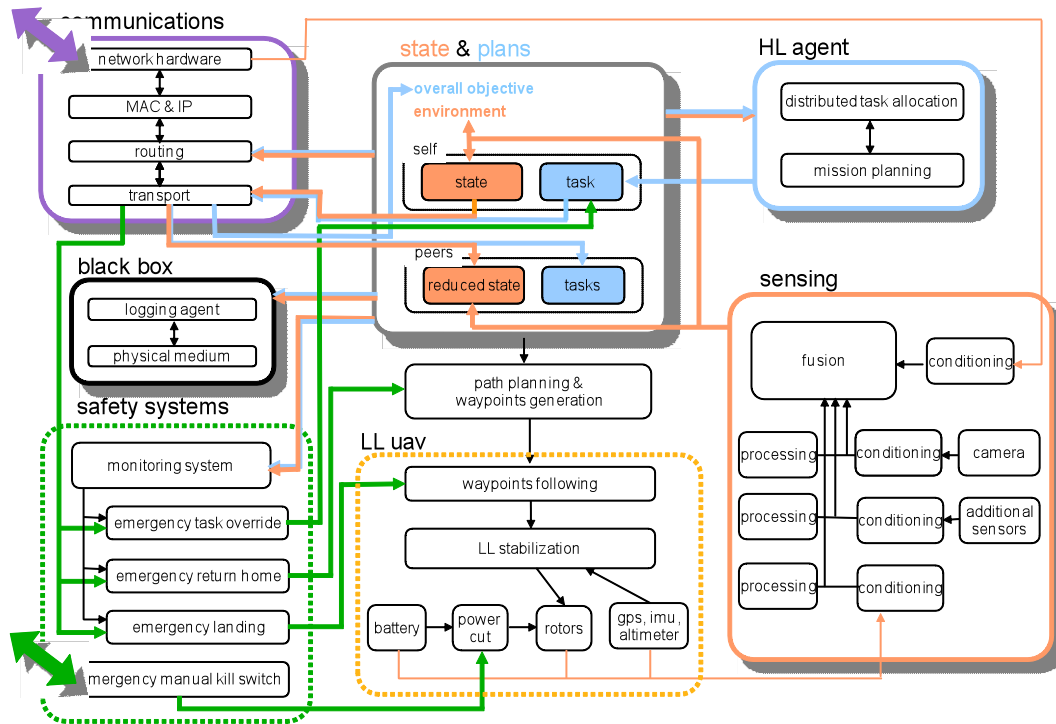 communications
network hardware
MAC & IP
routing
transport
state & plans
overall objective
environment
self
state
task
peers
reduced state
tasks
HL agent
distributed task allocation
mission planning
black box
logging agent
physical medium
sensing
fusion
conditioning
processing
conditioning
camera
processing
conditioning
additional
sensors
processing
conditioning
path planning &
waypoints generation
safety systems
monitoring system
emergency task override
emergency return home
emergency landing
mergency manual kill switch
LL uav
waypoints following
LL stabilization
battery
power
cut
rotors
gps, imu,
altimeter